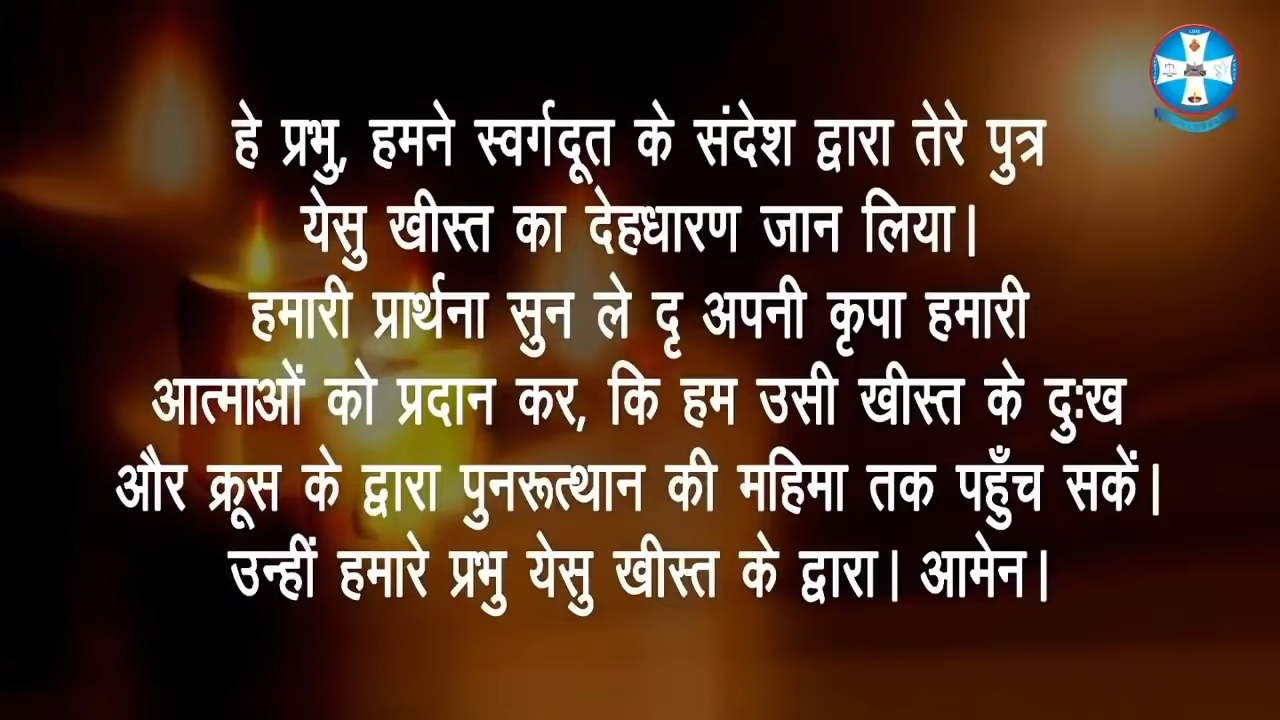 हे प्रभु, हमने स्वर्गदूत के संदेश द्वारा तेरे पुत्र
येसु खीस्त का देहधारण जान लिया।
हमारी प्रार्थना सुन ले दृ अपनी कृपा हमारी
आत्माओं को प्रदान कर, कि हम उसी खीस्त के दुःख
और क्रूस के द्वारा पुनरूत्थान की महिमा तक पहुँच सकें।
उन्हीं हमारे प्रभु येसु खीस्त के द्वारा। आमेन।